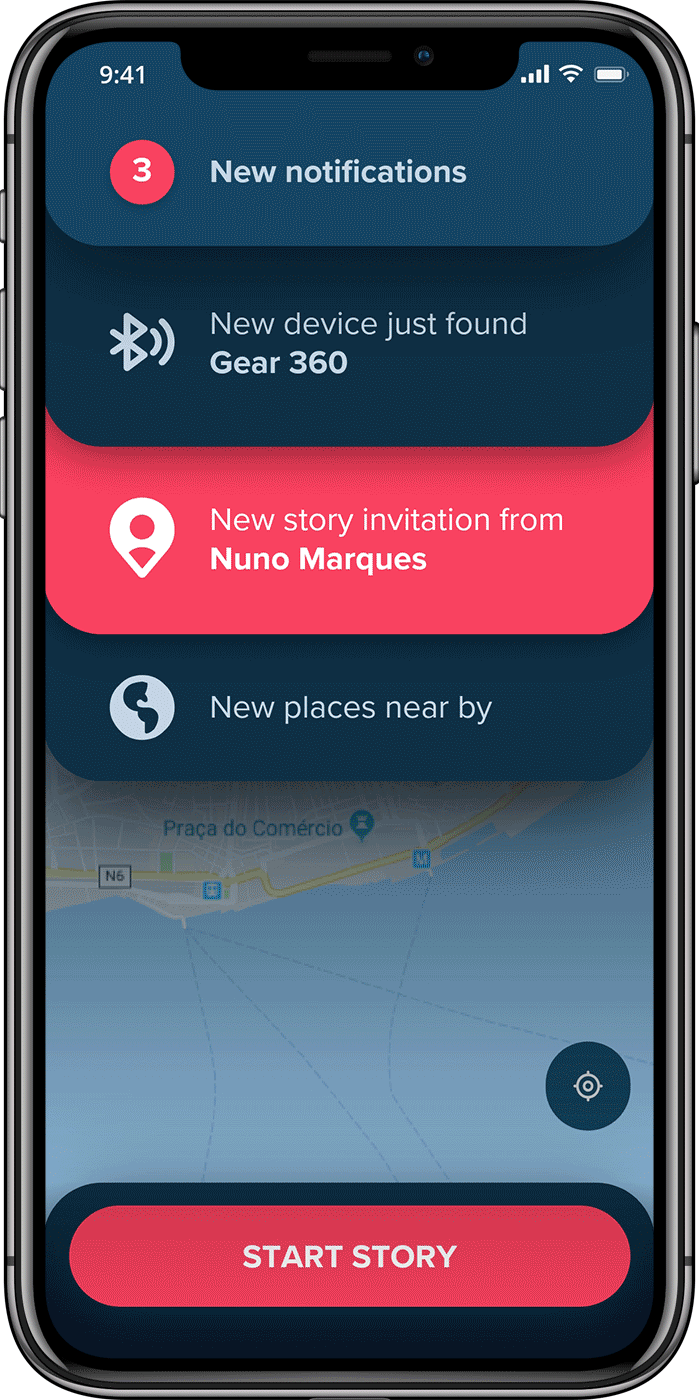 9:41
3 New notifications
New device just found
Gear 360
New story invitation from
Nuno Marques
New places near by
Praça do Comércio
N6
START STORY